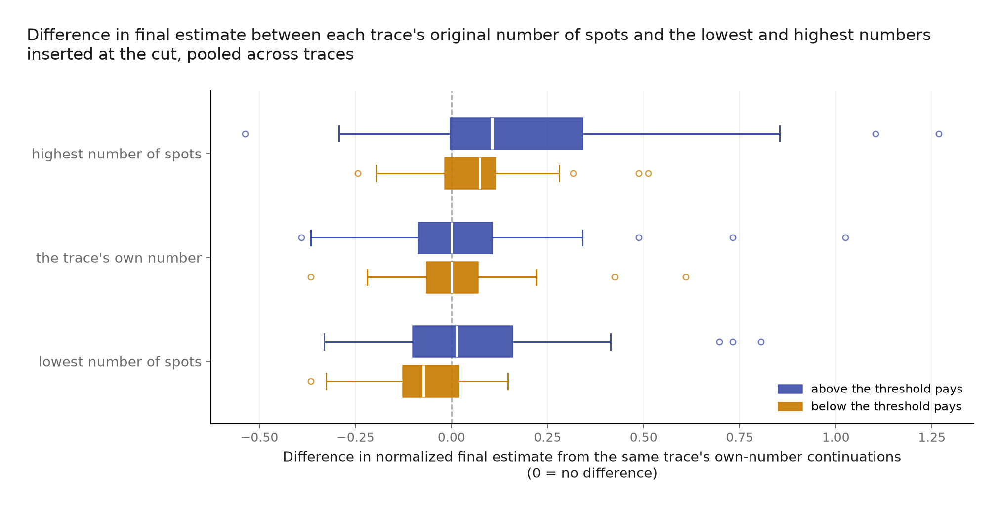 Difference in final estimate between each trace's original number of spots and the lowest and highest numbers
inserted at the cut, pooled across traces
highest number of spots
the trace's own number
lowest number of spots
above the threshold pays
below the threshold pays
−0.50 −0.25 0.00 0.25 0.50 0.75 1.00 1.25
Difference in normalized final estimate from the same trace's own-number continuations
(0 = no difference)